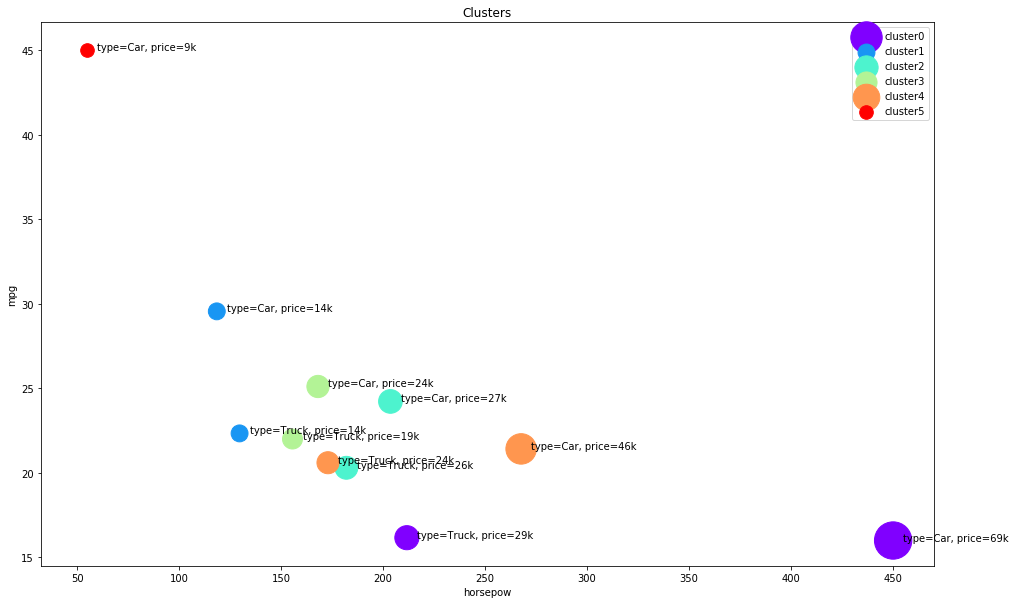 Clusters
cluster0
cluster1
cluster2
cluster3
cluster4
cluster5
type=Car, price=9k
type=Car, price=14k
type=Car, price=24k
type=Car, price=27k
type=Truck, price=14k
type=Truck, price=19k
type=Car, price=46k
type=Truck, price=24k
type=Truck, price=26k
type=Truck, price=29k
type=Car, price=69k
mpg
45
40
35
30
25
20
15
50 100 150 200 250 300 350 400 450
horsepow